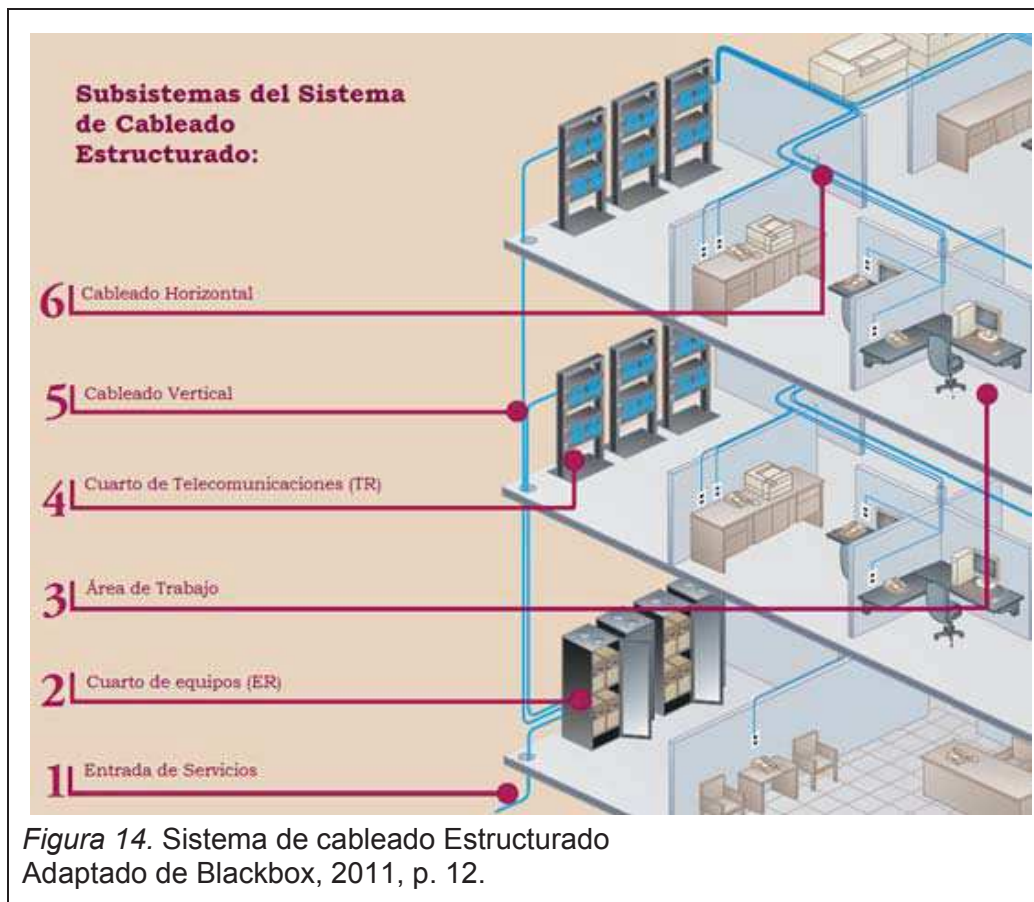 Subsistemas del Sistema
de Cableado
Estructurado:
6 Cableado Horizontal
5 Cableado Vertical
4 Cuarto de Telecomunicaciones (TR)
3 Área de Trabajo
2 Cuarto de equipos (ER)
1 Entrada de Servicios
Figura 14. Sistema de cableado Estructurado
Adaptado de Blackbox, 2011, p. 12.